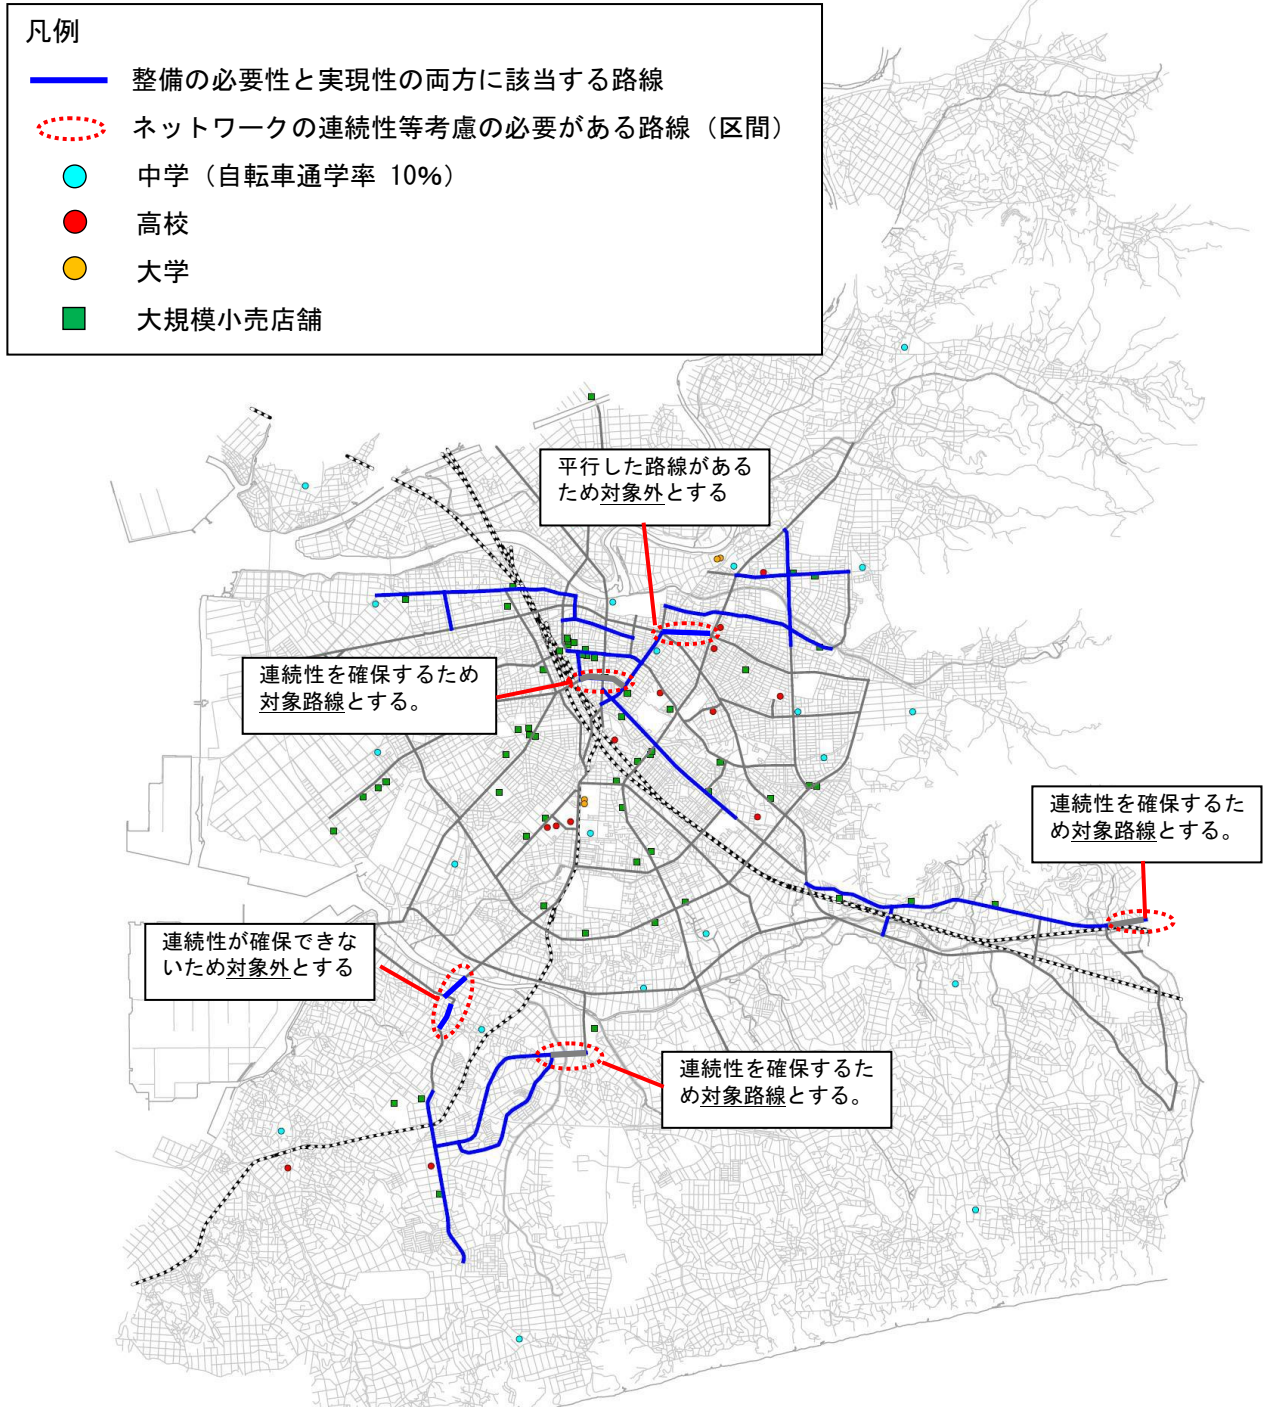 凡例
整備の必要性と実現性の両方に該当する路線
ネットワークの連続性等考慮の必要がある路線（区間）
中学（自転車通学率 10%）
高校
大学
大規模小売店舗
平行した路線がある
ため対象外とする
連続性を確保するため
対象路線とする。
連続性を確保するた
め対象路線とする。
連続性が確保できな
いため対象外とする
連続性を確保するた
め対象路線とする。